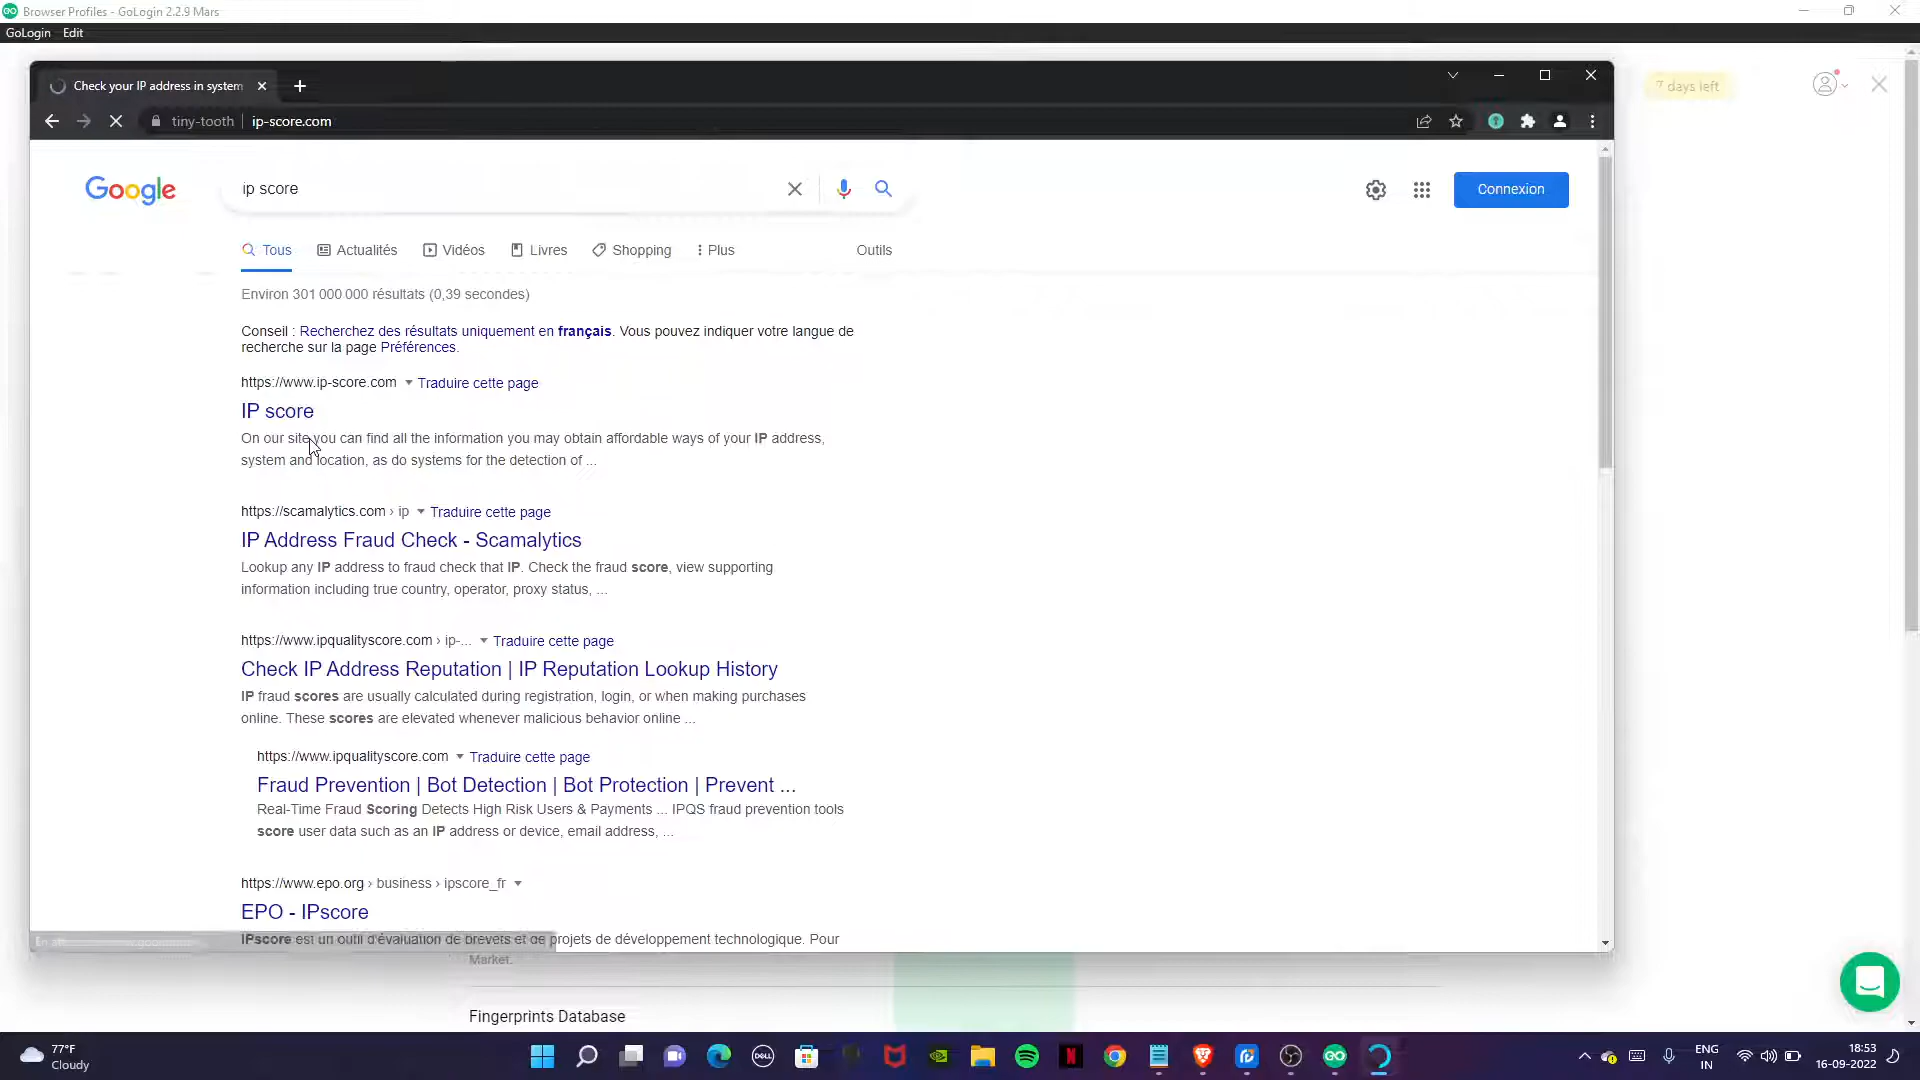 Browser Profiles - GoLogin 2.2.9 Mars
GoLogin Edit
Check your IP address in system
7 days left
tiny-tooth | ip-score.com
Google
ip score
Connexion
Tous Actualités Vidéos Livres Shopping Plus Outils
Environ 301 000 000 résultats (0,39 secondes)
Conseil : Recherchez des résultats uniquement en français. Vous pouvez indiquer votre langue de
recherche sur la page Préférences.
https://www.ip-score.com Traduire cette page
IP score
On our site you can find all the information you may obtain affordable ways of your IP address,
system and location, as do systems for the detection of ...
https://scamalytics.com › ip Traduire cette page
IP Address Fraud Check - Scamalytics
Lookup any IP address to fraud check that IP. Check the fraud score, view supporting
information including true country, operator, proxy status, ...
https://www.ipqualityscore.com › ip-... Traduire cette page
Check IP Address Reputation | IP Reputation Lookup History
IP fraud scores are usually calculated during registration, login, or when making purchases
online. These scores are elevated whenever malicious behavior online ...
https://www.ipqualityscore.com Traduire cette page
Fraud Prevention | Bot Detection | Bot Protection | Prevent ...
Real-Time Fraud Scoring Detects High Risk Users & Payments ... IPQS fraud prevention tools
score user data such as an IP address or device, email address, ...
https://www.epo.org › business › ipscore_fr
EPO - IPscore
IPscore est un outil d'évaluation de brevets et de projets de développement technologique. Pour
Market.
Fingerprints Database
77°F
Cloudy
DELL
ENG
IN
18:53
16-09-2022